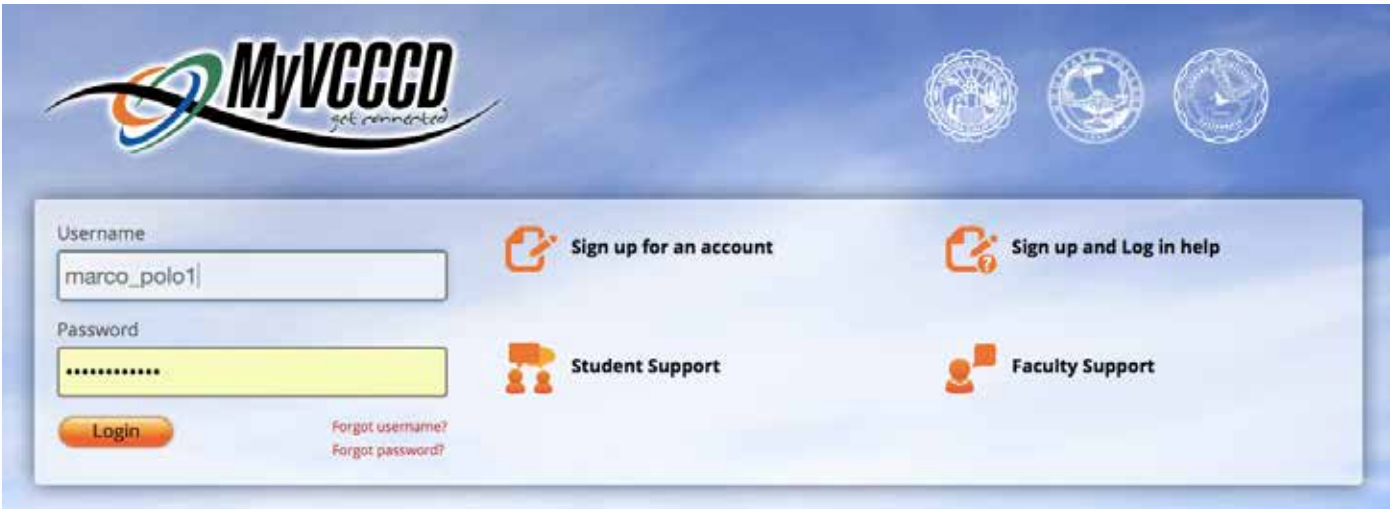 MyVCCCD
get connected
Username
marco_polo1
Password
••••••••••••
Login
Forgot username?
Forgot password?
Sign up for an account
Sign up and Log in help
Student Support
Faculty Support